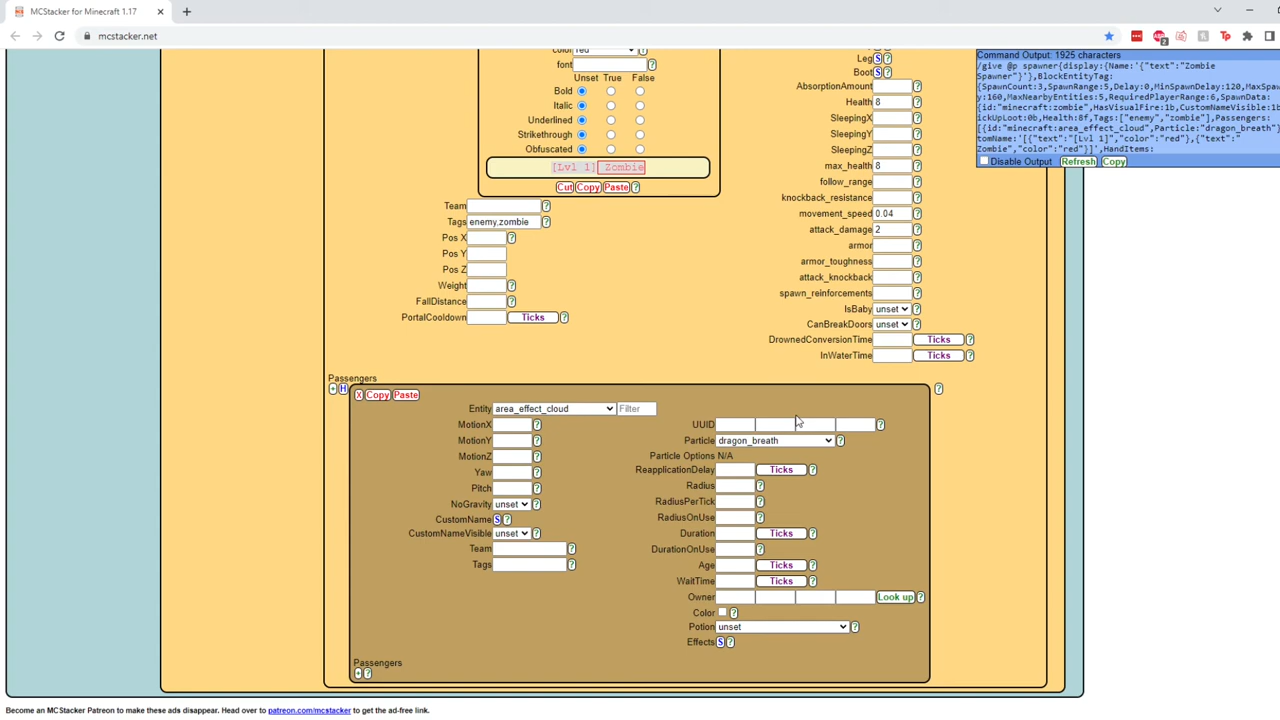 MCStacker for Minecraft 1.17
mcstacker.net
font
Unset True False
Bold
Italic
Underlined
Strikethrough
Obfuscated
[Lvl 1] Zombie
Cut Copy Paste ?
Team ?
Tags enemy,zombie ?
Pos X ?
Pos Y
Pos Z
Weight ?
FallDistance ?
PortalCooldown Ticks ?
Leg S ?
Boot S ?
AbsorptionAmount ?
Health 8 ?
SleepingX ?
SleepingY ?
SleepingZ ?
max_health 8 ?
follow_range ?
knockback_resistance ?
movement_speed 0.04 ?
attack_damage 2 ?
armor ?
armor_toughness ?
attack_knockback ?
spawn_reinforcements ?
IsBaby unset ?
CanBreakDoors unset ?
DrownedConversionTime Ticks ?
InWaterTime Ticks ?
Command Output: 1925 characters
/give @p spawner{display:{Name:'{"text":"Zombie
Spawner"}'},BlockEntityTag:
{SpawnCount:3,SpawnRange:5,Delay:0,MinSpawnDelay:120,MaxSpaw
y:160,MaxNearbyEntities:5,RequiredPlayerRange:6,SpawnData:
{id:"minecraft:zombie",HasVisualFire:1b,CustomNameVisible:1b
ickUpLoot:0b,Health:8f,Tags:["enemy","zombie"],Passengers:
[{id:"minecraft:area_effect_cloud",Particle:"dragon_breath"}
tomName:'[{"text":"[Lvl 1]","color":"red"},{"text":"
Zombie","color":"red"}]',HandItems:
Disable Output Refresh Copy
Passengers
+ H X Copy Paste ?
Entity area_effect_cloud Filter
MotionX ?
MotionY ?
MotionZ ?
Yaw ?
Pitch ?
NoGravity unset ?
CustomName S ?
CustomNameVisible unset ?
Team ?
Tags ?
UUID ?
Particle dragon_breath ?
Particle Options N/A
ReapplicationDelay Ticks ?
Radius ?
RadiusPerTick ?
RadiusOnUse ?
Duration Ticks ?
DurationOnUse ?
Age Ticks ?
WaitTime Ticks ?
Owner Look up ?
Color ?
Potion unset ?
Effects S ?
Passengers
+ ?
Become an MCStacker Patreon to make these ads disappear. Head over to patreon.com/mcstacker to get the ad-free link.